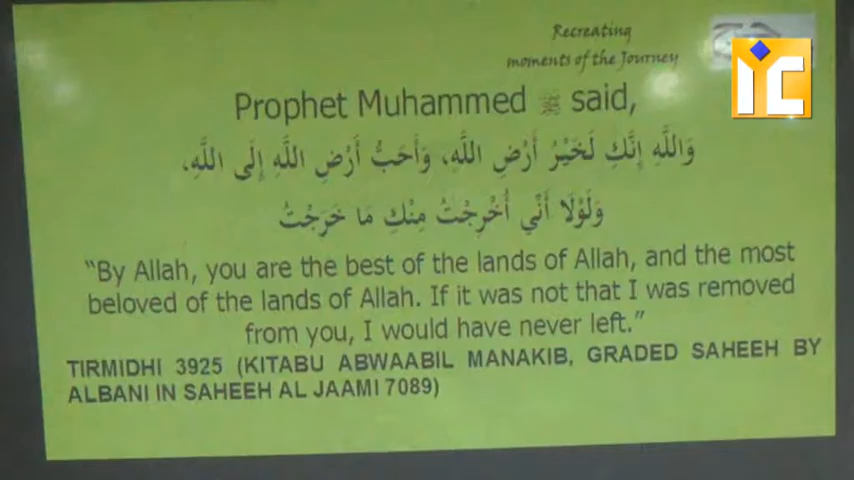 Recreating
moments of the Journey
Prophet Muhammed ﷺ said,
وَاللَّهِ إِنَّكِ لَخَيْرُ أَرْضِ اللَّهِ، وَأَحَبُّ أَرْضِ اللَّهِ إِلَى اللَّهِ،
وَلَوْلَا أَنِّي أُخْرِجْتُ مِنْكِ مَا خَرَجْتُ
“By Allah, you are the best of the lands of Allah, and the most
beloved of the lands of Allah. If it was not that I was removed
from you, I would have never left.”
TIRMIDHI 3925 (KITABU ABWAABIL MANAKIB, GRADED SAHEEH BY
ALBANI IN SAHEEH AL JAAMI 7089)